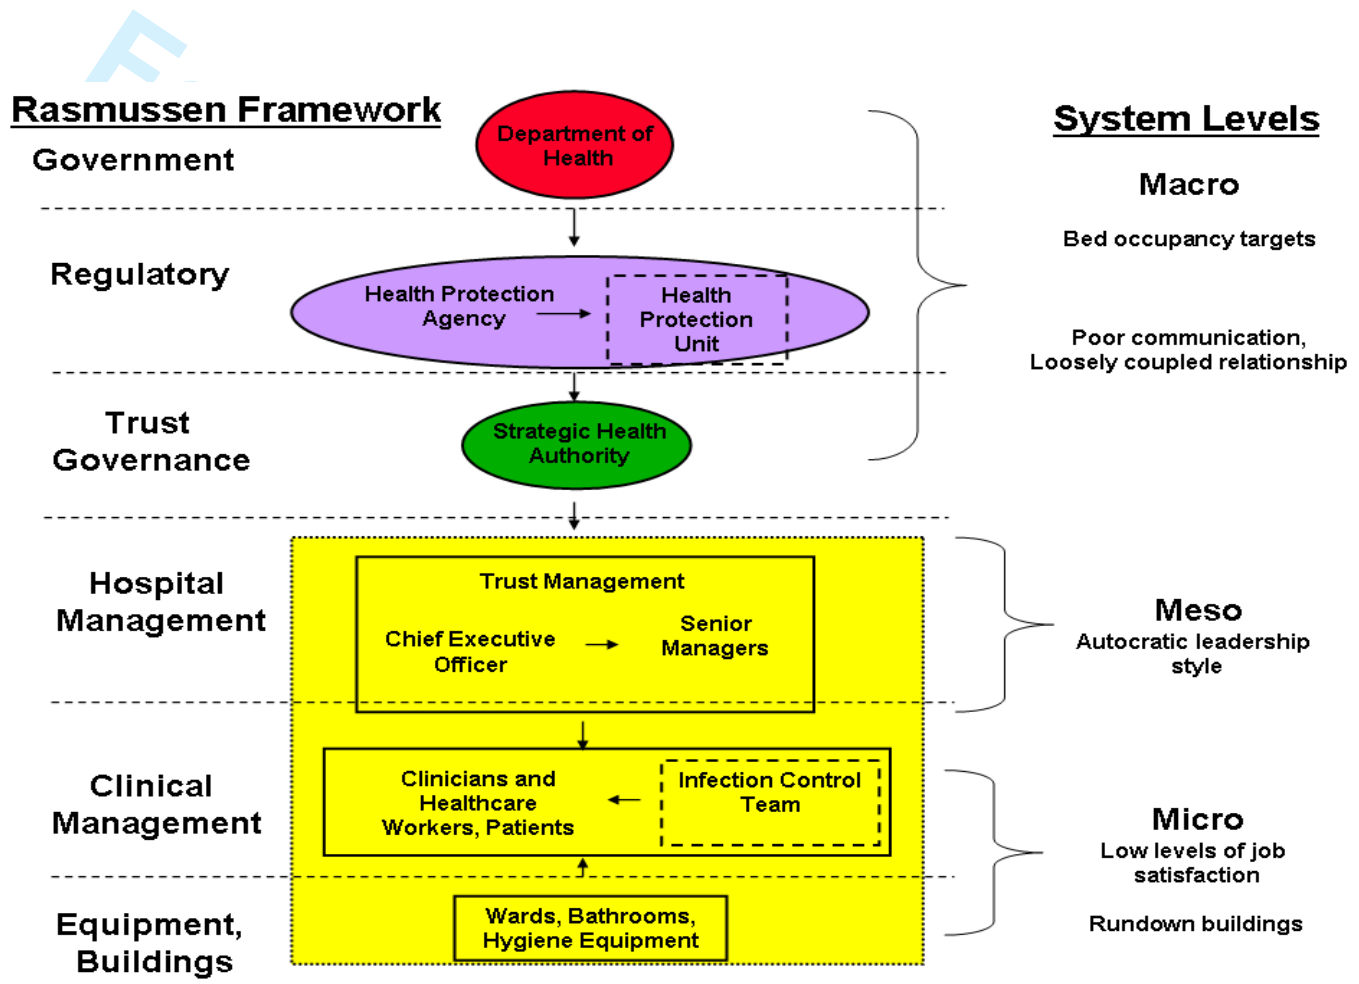 Rasmussen Framework
System Levels
Government
Department of
Health
Macro
Bed occupancy targets
Regulatory
Health Protection
Agency
Health
Protection
Unit
Poor communication,
Loosely coupled relationship
Trust
Governance
Strategic Health
Authority
Hospital
Management
Trust Management
Chief Executive
Officer
Senior
Managers
Meso
Autocratic leadership
style
Clinical
Management
Clinicians and
Healthcare
Workers, Patients
Infection Control
Team
Micro
Low levels of job
satisfaction
Rundown buildings
Equipment,
Buildings
Wards, Bathrooms,
Hygiene Equipment